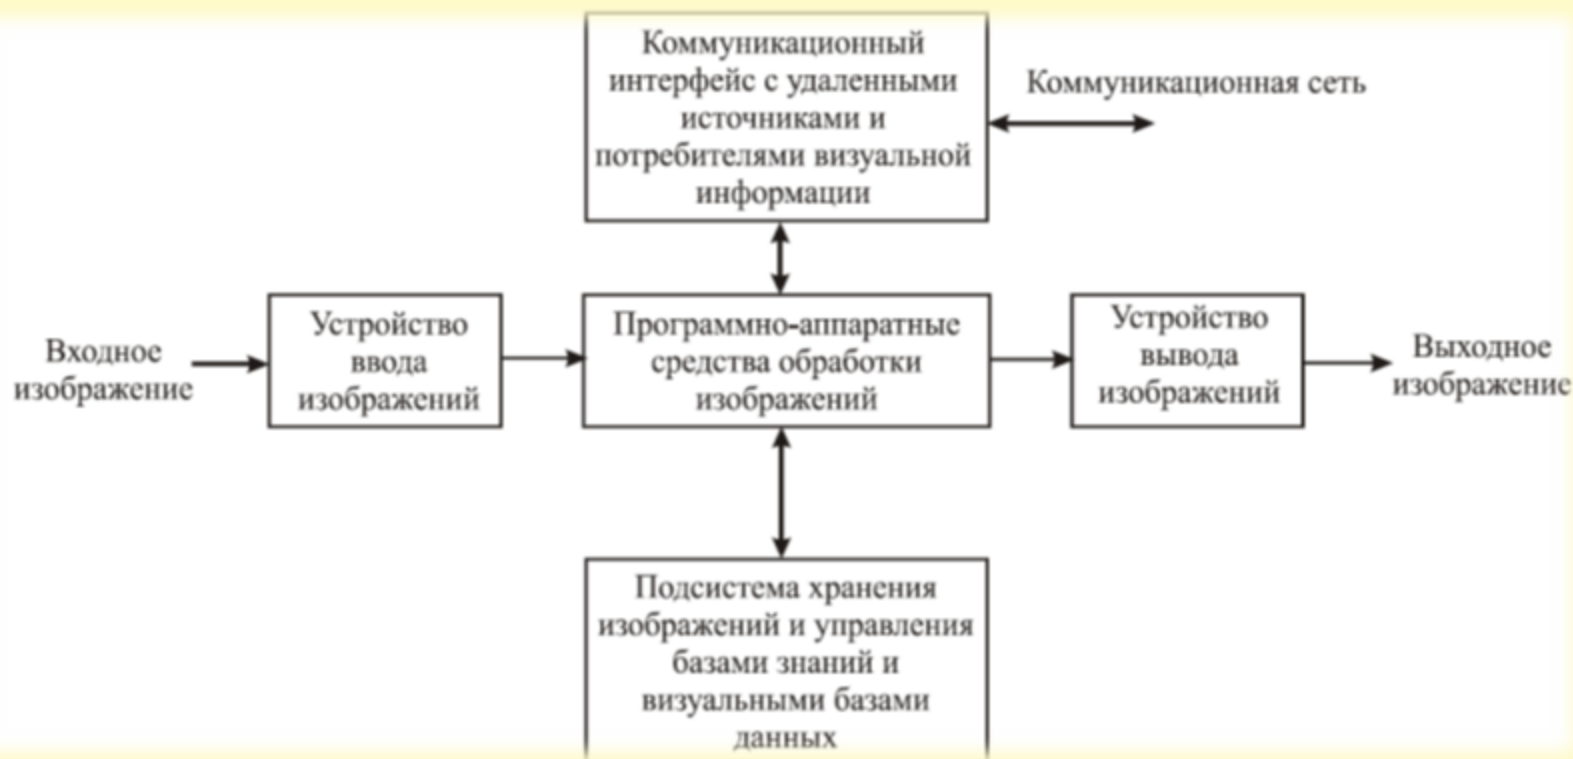 Коммуникационный
интерфейс с удаленными
источниками и
потребителями визуальной
информации
Коммуникационная сеть
Входное
изображение
Устройство
ввода
изображений
Программно-аппаратные
средства обработки
изображений
Устройство
вывода
изображений
Выходное
изображение
Подсистема хранения
изображений и управления
базами знаний и
визуальными базами
данных